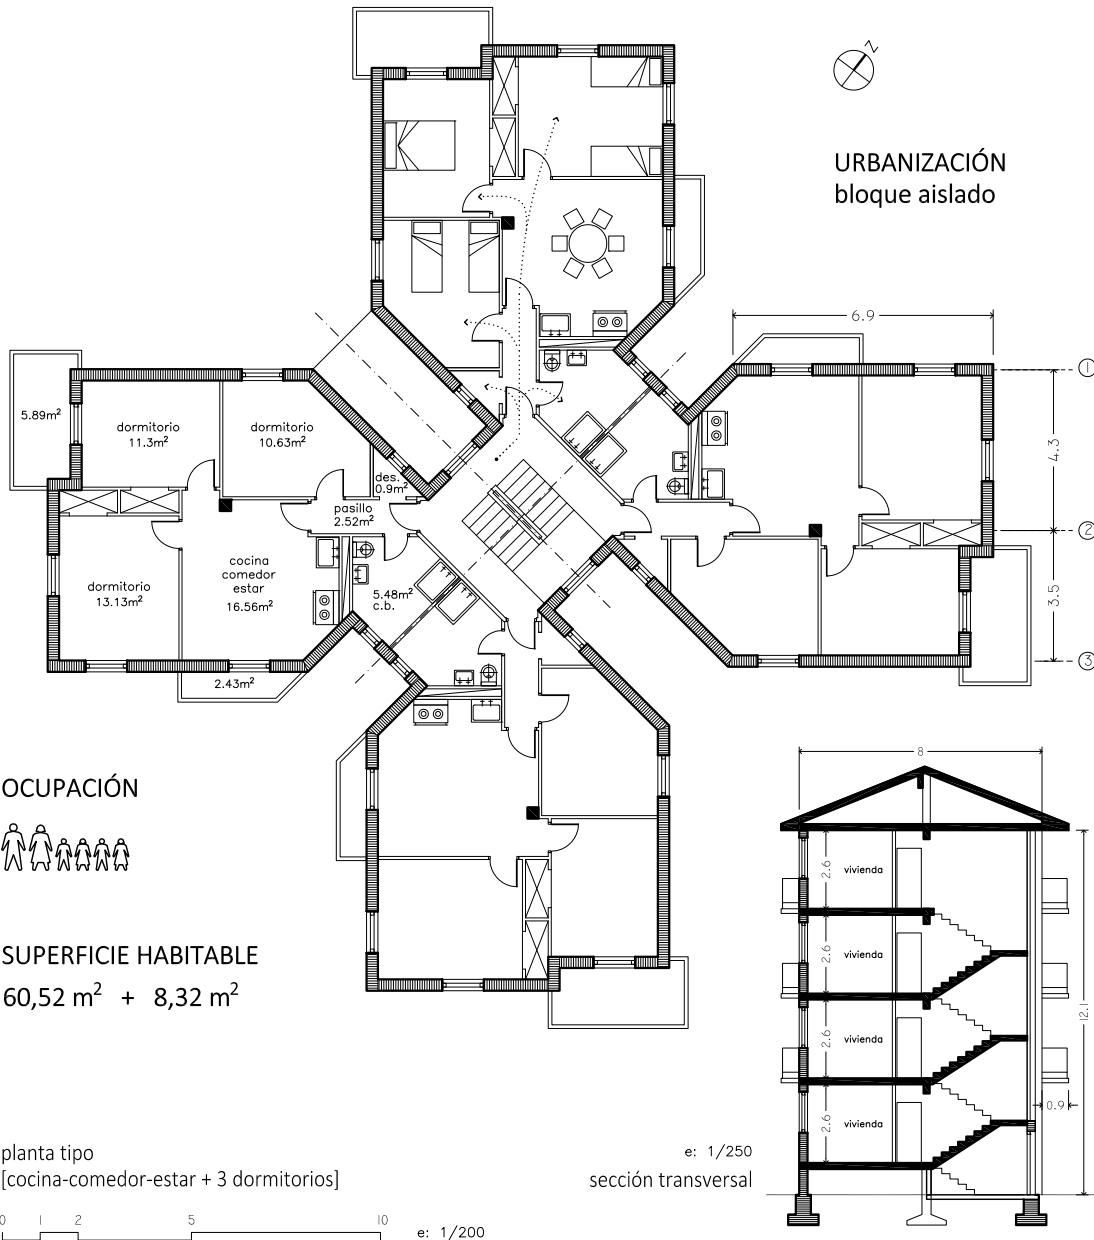 N
URBANIZACIÓN
bloque aislado
6.9
1
5.89m²
dormitorio
11.3m²
dormitorio
10.63m²
4.3
des.
0.9m²
pasillo
2.52m²
2
cocina
comedor
estar
16.56m²
dormitorio
13.13m²
5.48m²
c.b.
3.5
3
2.43m²
OCUPACIÓN
8
2.6
vivienda
SUPERFICIE HABITABLE
60,52 m² + 8,32 m²
2.6
vivienda
12.1
2.6
vivienda
0.9
2.6
vivienda
planta tipo
[cocina-comedor-estar + 3 dormitorios]
e: 1/250
sección transversal
0 1 2 5 10
e: 1/200